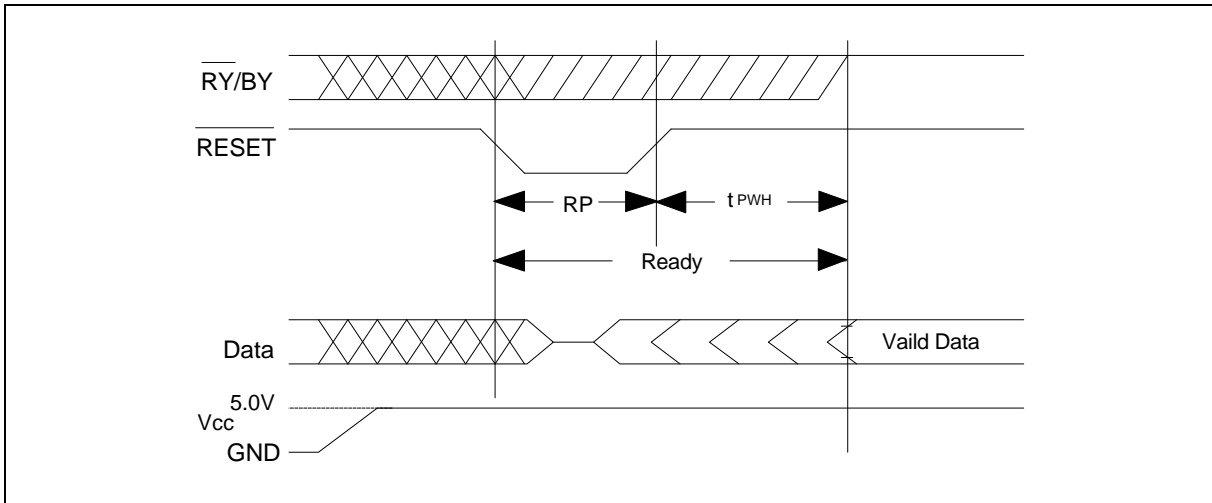 RY/BY
RESET
RP
t PWH
Ready
Data
Vaild Data
5.0V
Vcc
GND